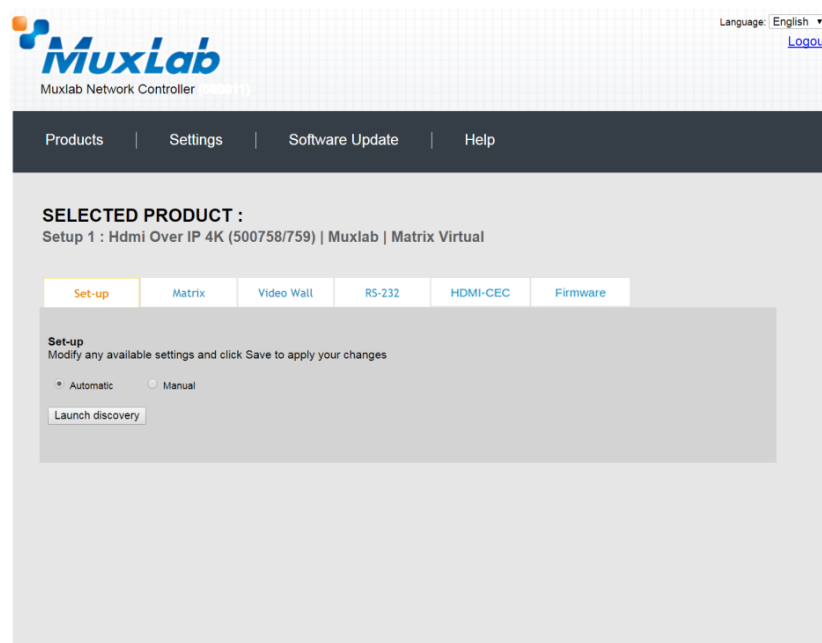 Language: English
Logou
MuxLab
Muxlab Network Controller
Products | Settings | Software Update | Help
SELECTED PRODUCT :
Setup 1 : Hdmi Over IP 4K (500758/759) | Muxlab | Matrix Virtual
Set-up Matrix Video Wall RS-232 HDMI-CEC Firmware
Set-up
Modify any available settings and click Save to apply your changes
Automatic Manual
Launch discovery